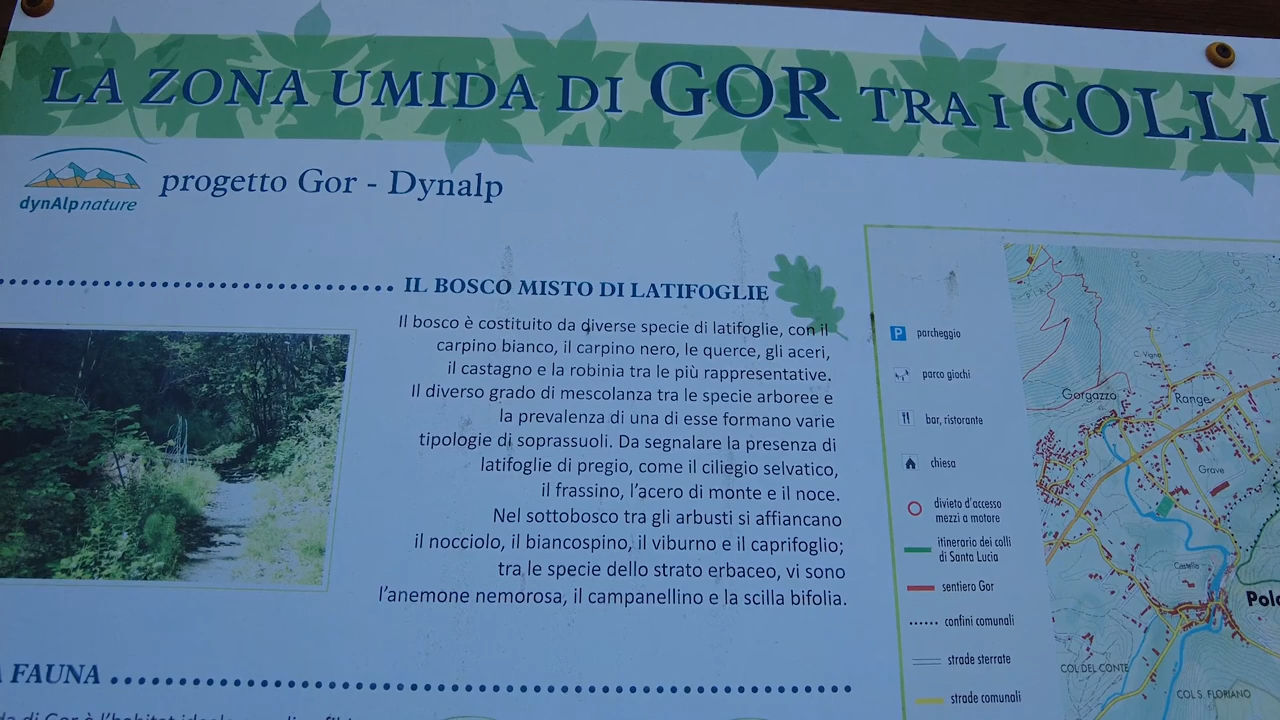 LA ZONA UMIDA DI GOR TRA I COLLI
dynAlpnature
progetto Gor - Dynalp
IL BOSCO MISTO DI LATIFOGLIE
Il bosco è costituito da diverse specie di latifoglie, con il
carpino bianco, il carpino nero, le querce, gli aceri,
il castagno e la robinia tra le più rappresentative.
Il diverso grado di mescolanza tra le specie arboree e
la prevalenza di una di esse formano varie
tipologie di soprassuoli. Da segnalare la presenza di
latifoglie di pregio, come il ciliegio selvatico,
il frassino, l'acero di monte e il noce.
Nel sottobosco tra gli arbusti si affiancano
il nocciolo, il biancospino, il viburno e il caprifoglio;
tra le specie dello strato erbaceo, vi sono
l'anemone nemorosa, il campanellino e la scilla bifolia.
FAUNA
P parcheggio
parco giochi
bar, ristorante
chiesa
divieto d'accesso
mezzi a motore
itinerario dei colli
di Santa Lucia
sentiero Gor
confini comunali
strade sterrate
strade comunali
PIAN
C. Vigna
Gorgazzo
Range
Grave
Castello
Polc
COL DEL CONTE
COL S. FLORIANO